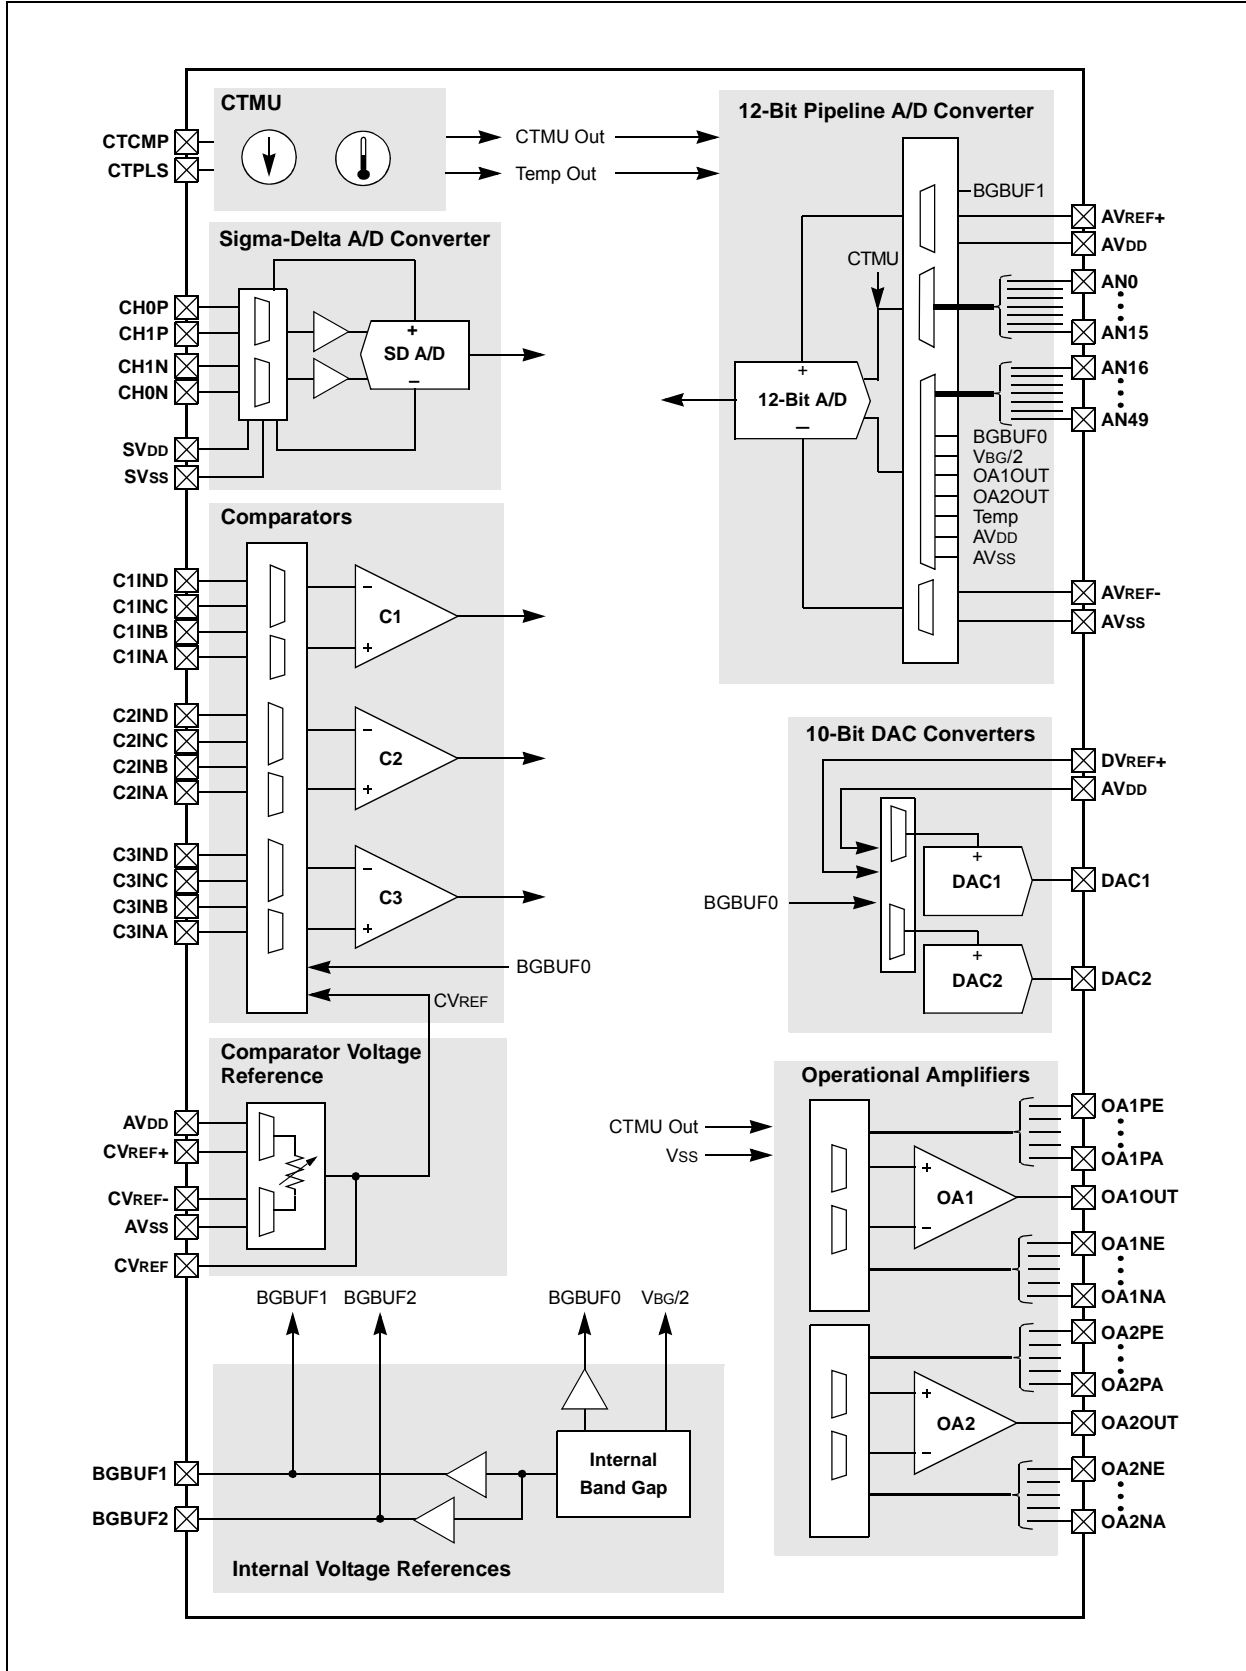 CTMU
CTCMP
CTPLS
CTMU Out
Temp Out
Sigma-Delta A/D Converter
CH0P
CH1P
CH1N
CH0N
SVDD
SVSS
+
SD A/D
–
Comparators
C1IND
C1INC
C1INB
C1INA
–
C1
+
C2IND
C2INC
C2INB
C2INA
–
C2
+
C3IND
C3INC
C3INB
C3INA
–
C3
+
BGBUF0
CVREF
Comparator Voltage
Reference
AVDD
CVREF+
CVREF-
AVSS
CVREF
BGBUF1
BGBUF2
BGBUF0
VBG/2
Internal
Band Gap
BGBUF1
BGBUF2
Internal Voltage References
12-Bit Pipeline A/D Converter
BGBUF1
AVREF+
AVDD
CTMU
AN0
AN15
+
12-Bit A/D
–
AN16
AN49
BGBUF0
VBG/2
OA1OUT
OA2OUT
Temp
AVDD
AVSS
AVREF-
AVSS
10-Bit DAC Converters
DVREF+
AVDD
BGBUF0
+
DAC1
DAC1
+
DAC2
DAC2
Operational Amplifiers
CTMU Out
VSS
OA1PE
OA1PA
+
OA1
–
OA1OUT
OA1NE
OA1NA
OA2PE
OA2PA
+
OA2
–
OA2OUT
OA2NE
OA2NA